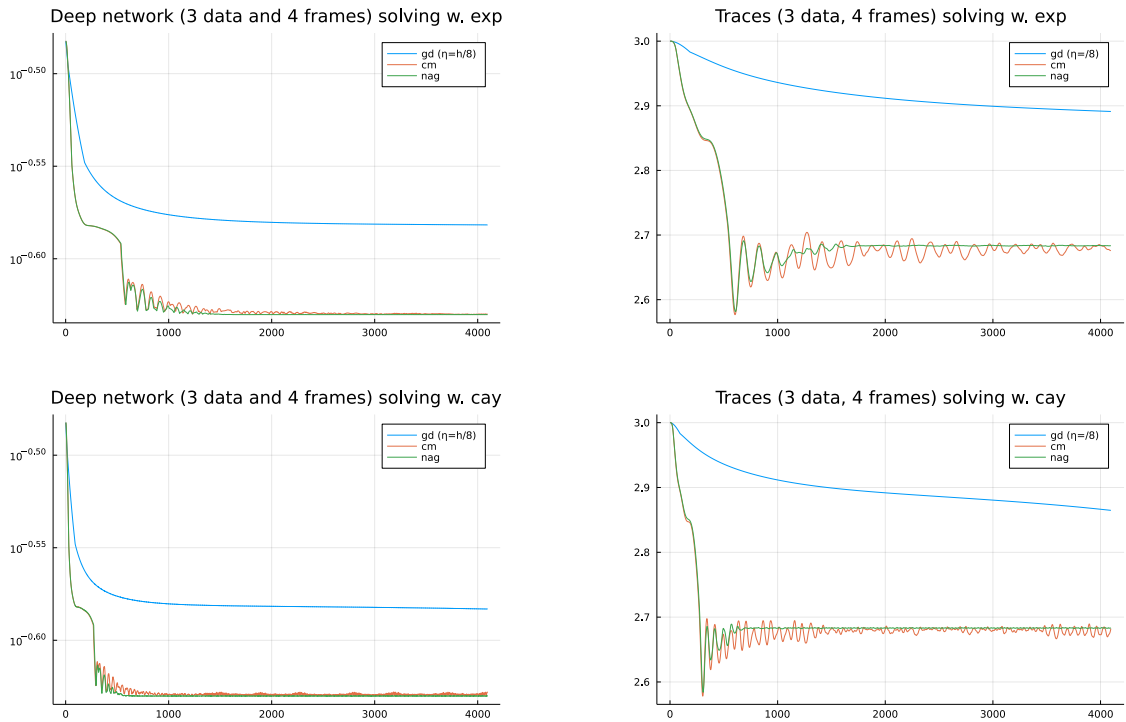 Deep network (3 data and 4 frames) solving w. exp
10^−0.50
10^−0.55
10^−0.60
0 1000 2000 3000 4000
gd (η=h/8)
cm
nag
Traces (3 data, 4 frames) solving w. exp
3.0
2.9
2.8
2.7
2.6
0 1000 2000 3000 4000
gd (η=/8)
cm
nag
Deep network (3 data and 4 frames) solving w. cay
10^−0.50
10^−0.55
10^−0.60
0 1000 2000 3000 4000
gd (η=h/8)
cm
nag
Traces (3 data, 4 frames) solving w. cay
3.0
2.9
2.8
2.7
2.6
0 1000 2000 3000 4000
gd (η=/8)
cm
nag